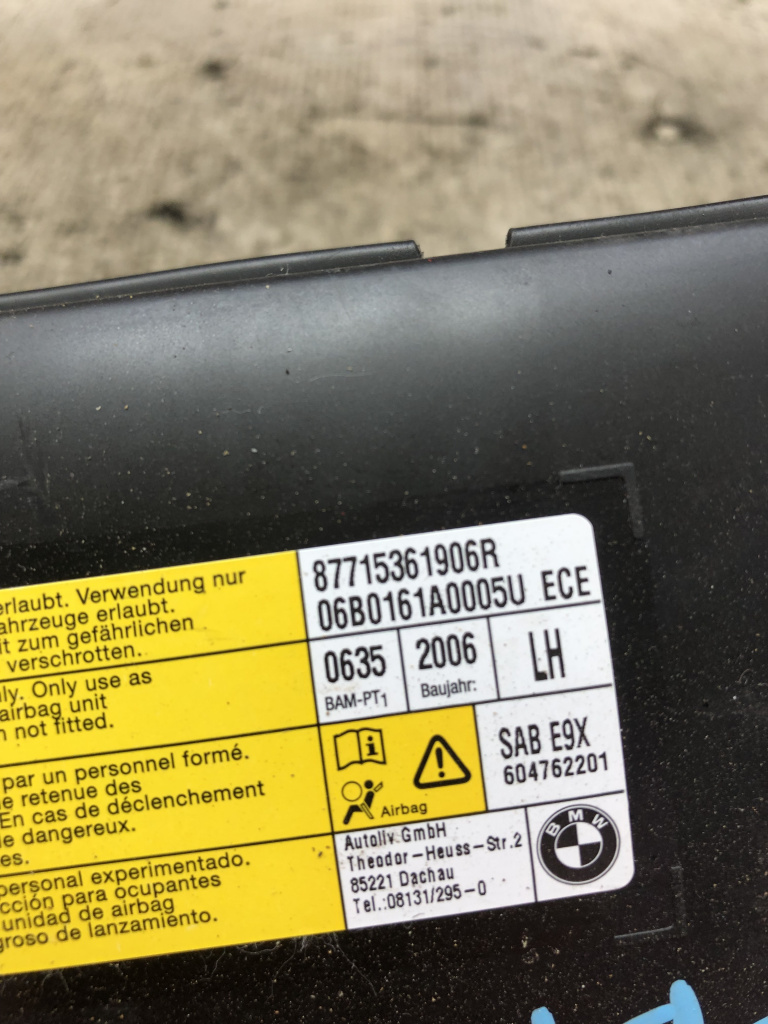 erlaubt. Verwendung nur
ahrzeuge erlaubt.
it zum gefährlichen
verschrotten.
ly. Only use as
airbag unit
n not fitted.
par un personnel formé.
e retenue des
En cas de déclenchement
e dangereux.
es.
personal experimentado.
cción para ocupantes
unidad de airbag
groso de lanzamiento.
87715361906R
06B0161A0005U ECE
0635
BAM-PT1
2006
Baujahr:
LH
Airbag
SAB E9X
604762201
Autoliv GmbH
Theodor-Heuss-Str.2
85221 Dachau
Tel.:08131/295-0
BMW